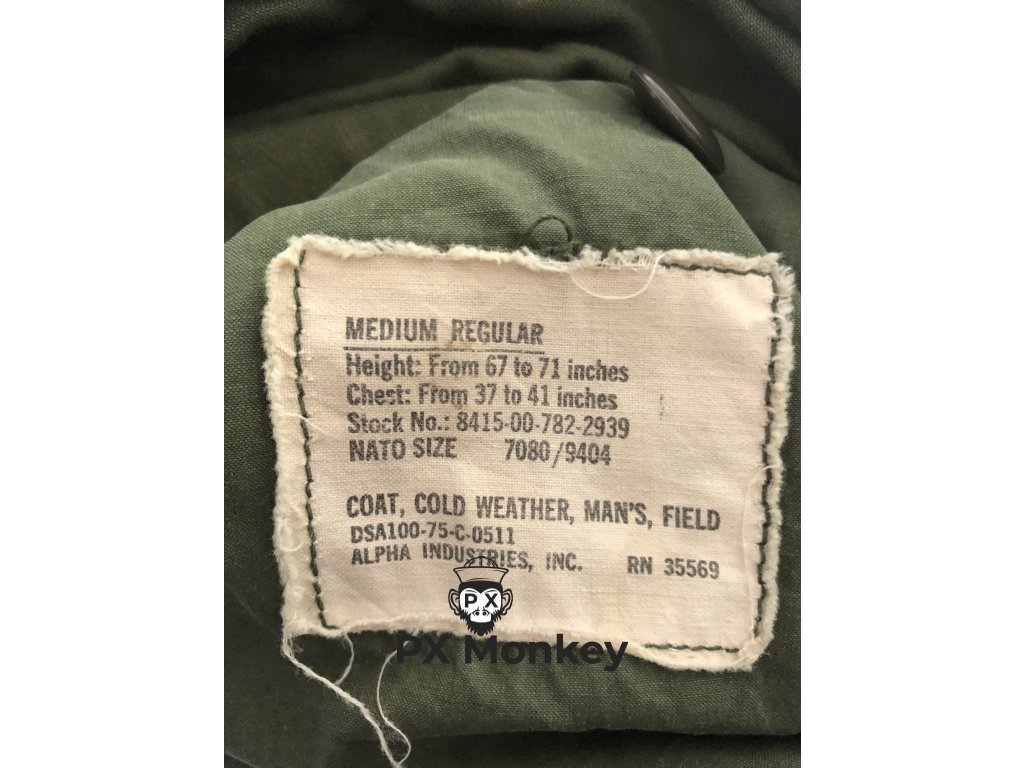 MEDIUM REGULAR
Height: From 67 to 71 inches
Chest: From 37 to 41 inches
Stock No.: 8415-00-782-2939
NATO SIZE 7080/9404
COAT, COLD WEATHER, MAN'S, FIELD
DSA100-75-C-0511
ALPHA INDUSTRIES, INC. RN 35569
PX
PX Monkey